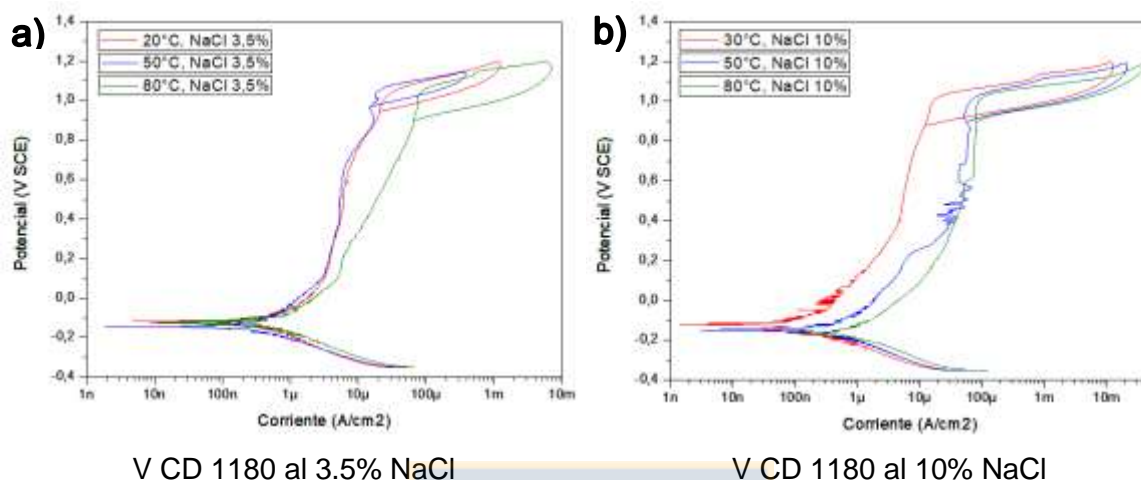 a)
1,4
1,2
1,0
0,8
0,6
0,4
0,2
0,0
-0,2
-0,4
Potencial (V SCE)
20°C, NaCl 3,5%
50°C, NaCl 3,5%
80°C, NaCl 3,5%
1n 10n 100n 1µ 10µ 100µ 1m 10m
Corriente (A/cm2)
V CD 1180 al 3.5% NaCl
b)
1,4
1,2
1,0
0,8
0,6
0,4
0,2
0,0
-0,2
-0,4
Potencial (V SCE)
30°C, NaCl 10%
50°C, NaCl 10%
80°C, NaCl 10%
1n 10n 100n 1µ 10µ 100µ 1m 10m
Corriente (A/cm2)
V CD 1180 al 10% NaCl